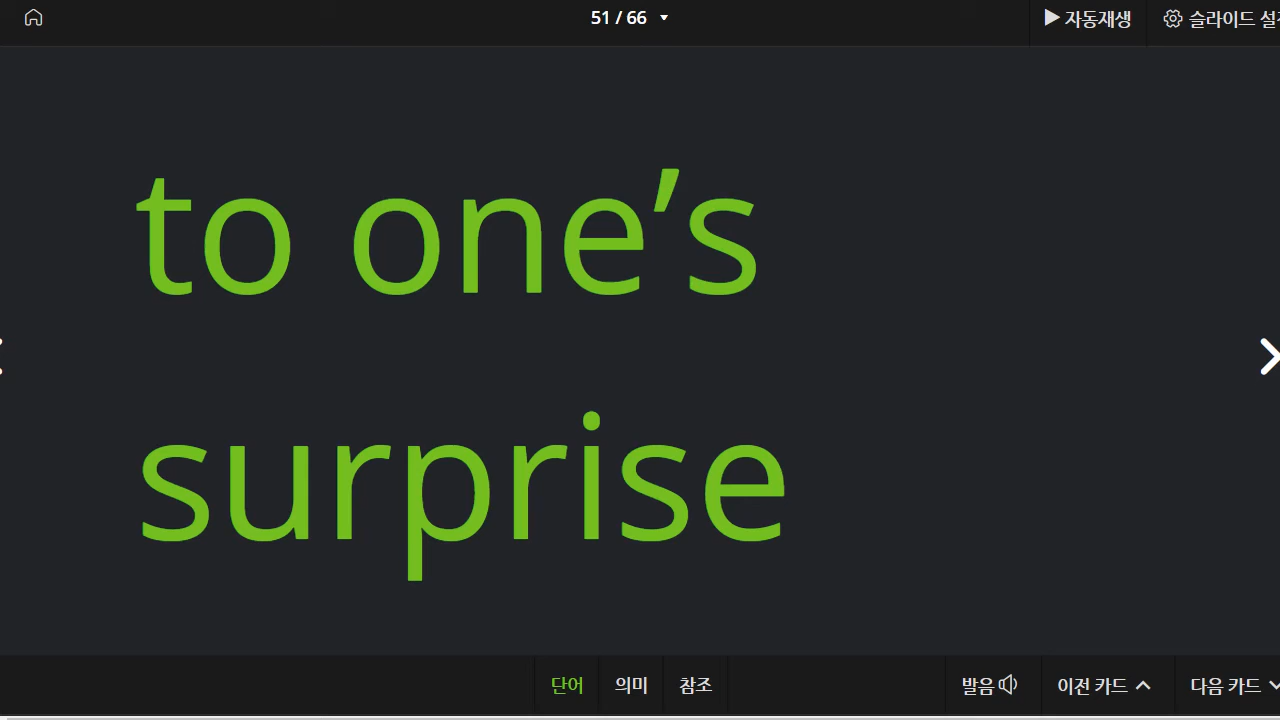 51 / 66
자동재생
슬라이드 설
to one’s
surprise
단어 의미 참조
발음 이전 카드 다음 카드